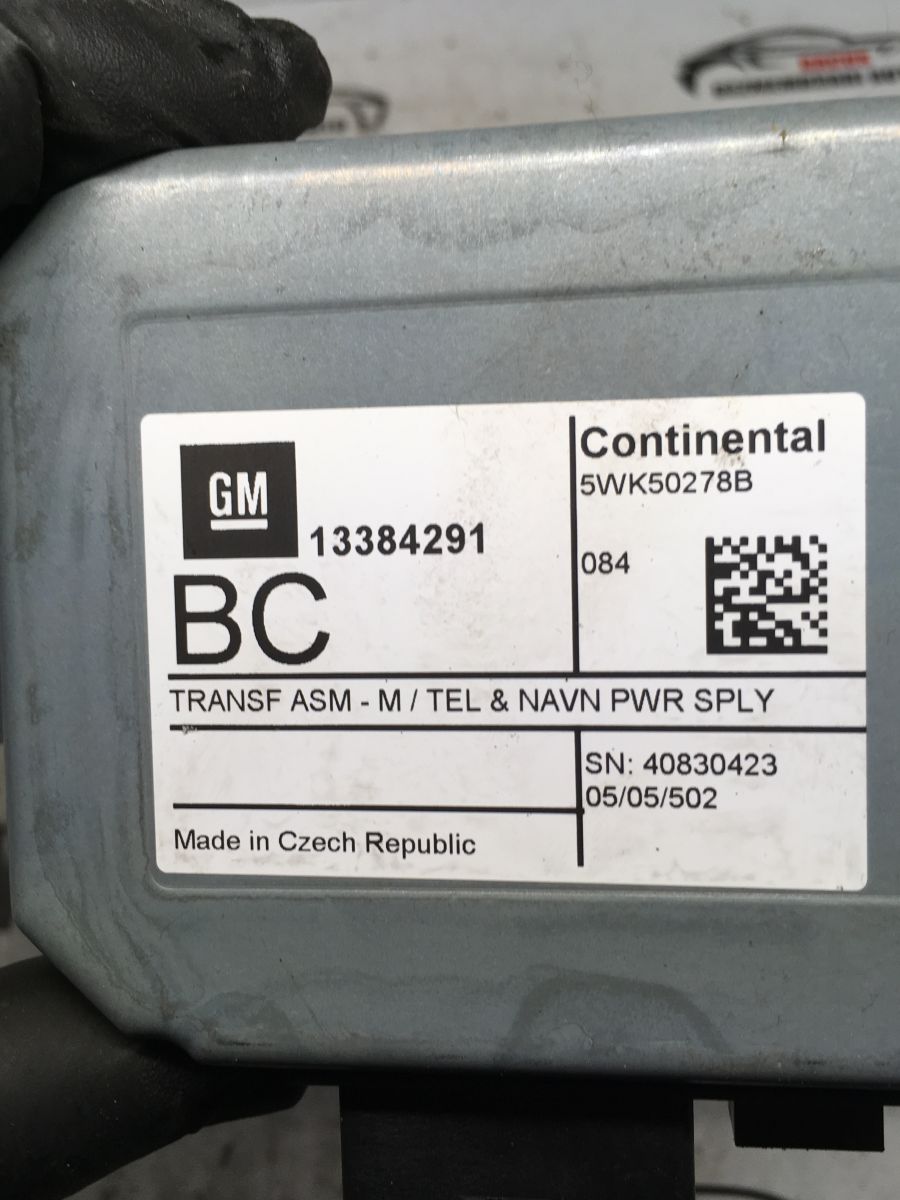 GM
13384291
BC
Continental
5WK50278B
084
TRANSF ASM - M / TEL & NAVN PWR SPLY
SN: 40830423
05/05/502
Made in Czech Republic